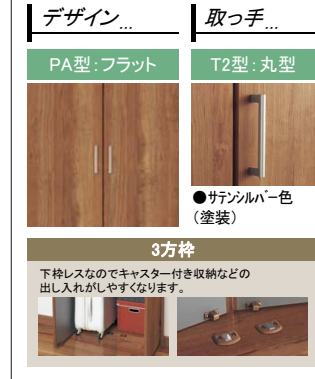 デザイン...
取っ手...
PA型：フラット
T2型：丸型
●サテンシルバー色
（塗装）
3方枠
下枠レスなのでキャスター付き収納などの
出し入れがしやすくなります。